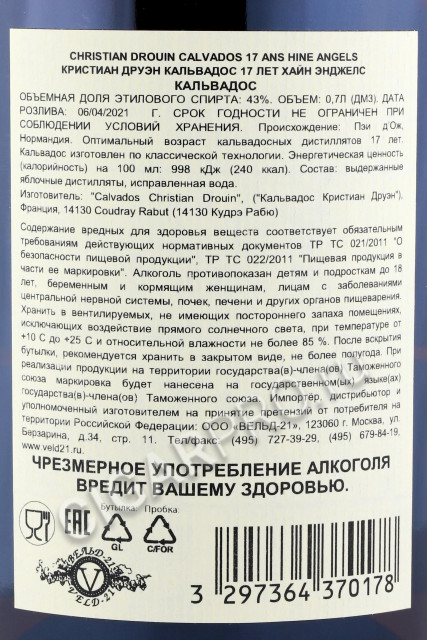 CHRISTIAN DROUIN CALVADOS 17 ANS HINE ANGELS
КРИСТИАН ДРУЭН КАЛЬВАДОС 17 ЛЕТ ХАЙН ЭНДЖЕЛС
КАЛЬВАДОС
ОБЪЕМНАЯ ДОЛЯ ЭТИЛОВОГО СПИРТА: 43%. ОБЪЕМ: 0,7Л (ДМ3). ДАТА
РОЗЛИВА: 06/04/2021 Г. СРОК ГОДНОСТИ НЕ ОГРАНИЧЕН ПРИ
СОБЛЮДЕНИИ УСЛОВИЙ ХРАНЕНИЯ. Происхождение: Пэи д'Ож,
Нормандия. Оптимальный возраст кальвадосных дистиллятов 17 лет.
Кальвадос изготовлен по классической технологии. Энергетическая ценность
(калорийность) на 100 мл: 998 кДж (240 ккал). Состав: выдержанные
яблочные дистилляты, исправленная вода.
Изготовитель: "Calvados Christian Drouin", ("Кальвадос Кристиан Друэн"),
Франция, 14130 Coudray Rabut (14130 Кудрэ Рабю)
Содержание вредных для здоровья веществ соответствует обязательным
требованиям действующих нормативных документов ТР ТС 021/2011 "О
безопасности пищевой продукции", ТР ТС 022/2011 "Пищевая продукция в
части ее маркировки". Алкоголь противопоказан детям и подросткам до 18
лет, беременным и кормящим женщинам, лицам с заболеваниями
центральной нервной системы, почек, печени и других органов пищеварения.
Хранить в вентилируемых, не имеющих постороннего запаха помещениях,
исключающих воздействие прямого солнечного света, при температуре от
+10 С до +25 С и относительной влажности не более 85 %. После вскрытия
бутылки, рекомендуется хранить в закрытом виде, не более полугода. При
реализации продукции на территории государства(в)-члена(ов) Таможенного
союза маркировка будет нанесена на государственном(ых) языке(ах)
государства(в)-члена(ов) Таможенного союза. Импортер, дистрибьютор и
уполномоченный изготовителем на принятие претензий от потребителя на
Территории Российской Федерации: ООО "ВЕЛЬД-21", 123060 г. Москва, ул.
Берзарина, д.34, стр. 11. Тел/факс: (495) 727-39-29, (495) 679-84-19.
www.veld21.ru.
ЧРЕЗМЕРНОЕ УПОТРЕБЛЕНИЕ АЛКОГОЛЯ
ВРЕДИТ ВАШЕМУ ЗДОРОВЬЮ.
Бутылка: Пробка:
EAC
GL C/FOR
ВЕЛЬД-21
V
VELD-21
3 297364 370178